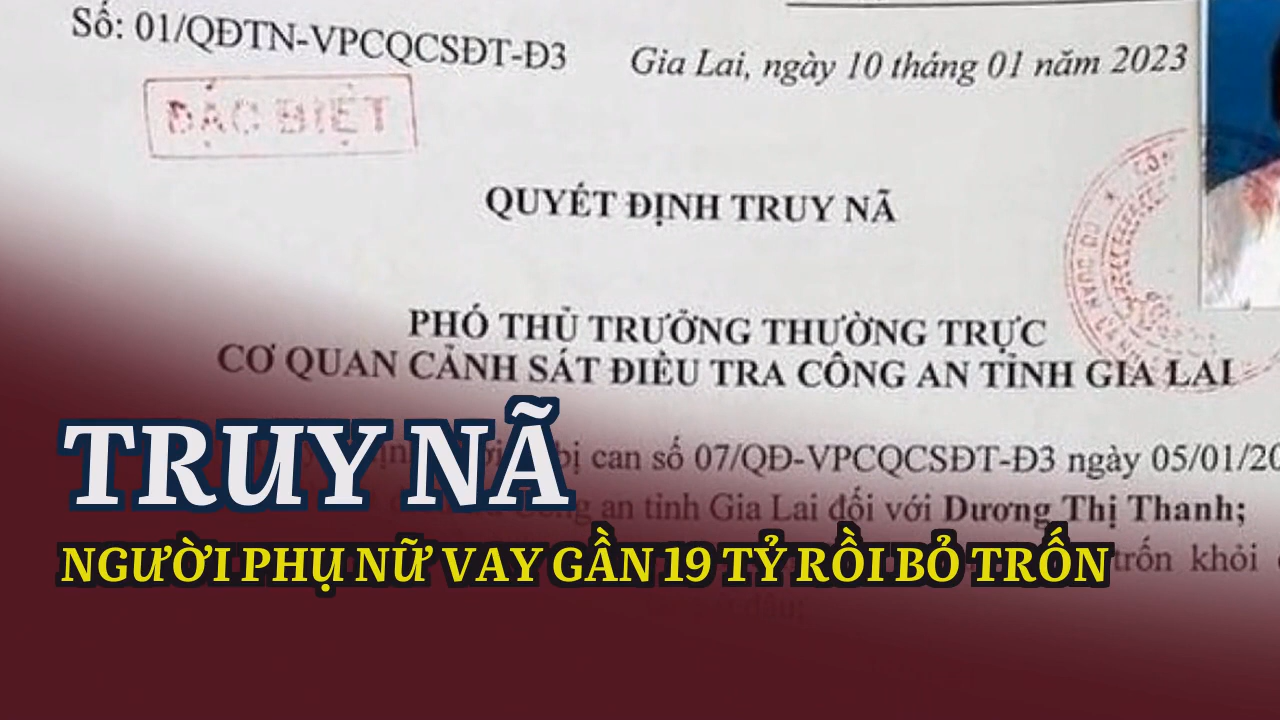 Số: 01/QĐTN-VPCQCSĐT-Đ3
Gia Lai, ngày 10 tháng 01 năm 2023
ĐẶC BIỆT
QUYẾT ĐỊNH TRUY NÃ
PHÓ THỦ TRƯỞNG THƯỜNG TRỰC
CƠ QUAN CẢNH SÁT ĐIỀU TRA CÔNG AN TỈNH GIA LAI
bị can số 07/QĐ-VPCQCSĐT-Đ3 ngày 05/01/20
Công an tỉnh Gia Lai đối với Dương Thị Thanh;
trốn khỏi
TRUY NÃ
NGƯỜI PHỤ NỮ VAY GẦN 19 TỶ RỒI BỎ TRỐN